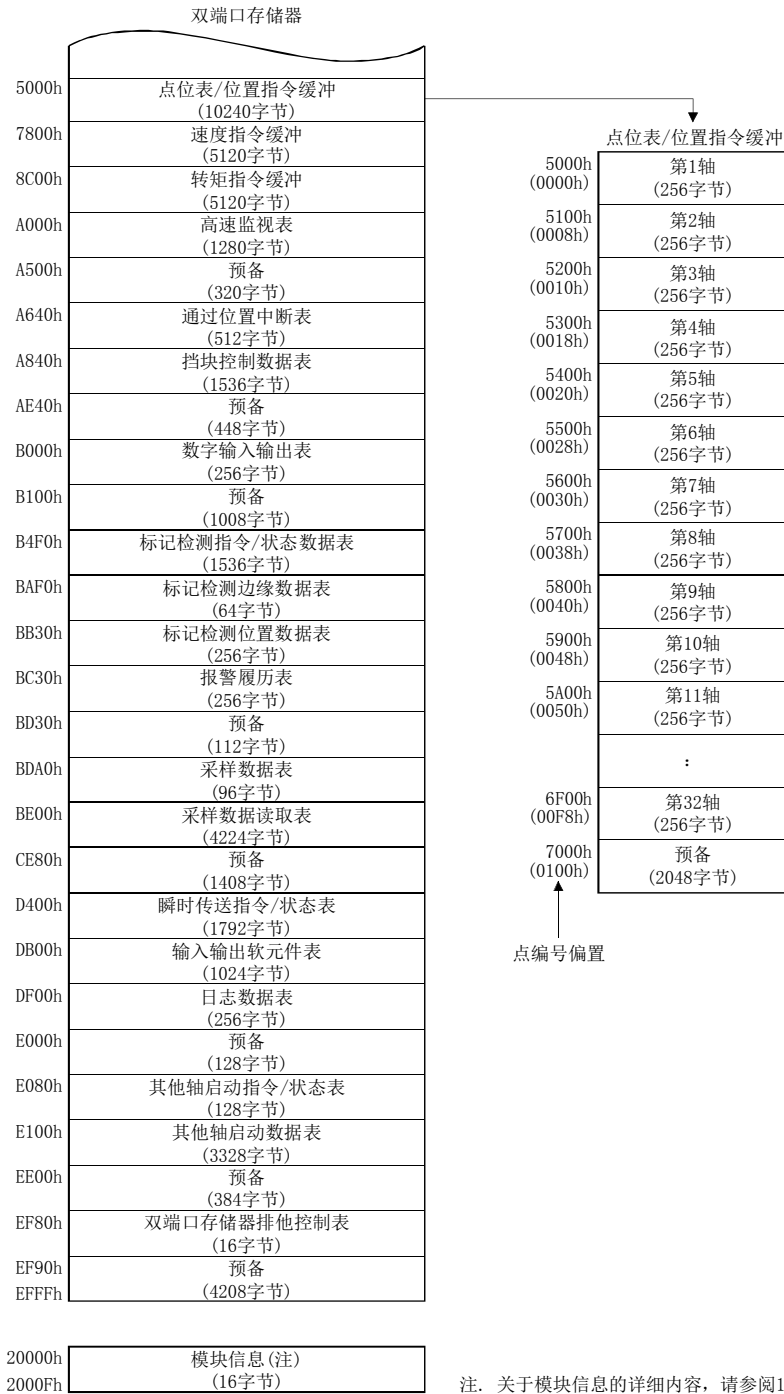 双端口存储器
5000h
点位表/位置指令缓冲
(10240字节)
7800h
速度指令缓冲
(5120字节)
8C00h
转矩指令缓冲
(5120字节)
A000h
高速监视表
(1280字节)
A500h
预备
(320字节)
A640h
通过位置中断表
(512字节)
A840h
挡块控制数据表
(1536字节)
AE40h
预备
(448字节)
B000h
数字输入输出表
(256字节)
B100h
预备
(1008字节)
B4F0h
标记检测指令/状态数据表
(1536字节)
BAF0h
标记检测边缘数据表
(64字节)
BB30h
标记检测位置数据表
(256字节)
BC30h
报警履历表
(256字节)
BD30h
预备
(112字节)
BDA0h
采样数据表
(96字节)
BE00h
采样数据读取表
(4224字节)
CE80h
预备
(1408字节)
D400h
瞬时传送指令/状态表
(1792字节)
DB00h
输入输出软元件表
(1024字节)
DF00h
日志数据表
(256字节)
E000h
预备
(128字节)
E080h
其他轴启动指令/状态表
(128字节)
E100h
其他轴启动数据表
(3328字节)
EE00h
预备
(384字节)
EF80h
双端口存储器排他控制表
(16字节)
EF90h
预备
EFFFh
(4208字节)
20000h
模块信息(注)
2000Fh
(16字节)
点位表/位置指令缓冲
5000h
(0000h)
第1轴
(256字节)
5100h
(0008h)
第2轴
(256字节)
5200h
(0010h)
第3轴
(256字节)
5300h
(0018h)
第4轴
(256字节)
5400h
(0020h)
第5轴
(256字节)
5500h
(0028h)
第6轴
(256字节)
5600h
(0030h)
第7轴
(256字节)
5700h
(0038h)
第8轴
(256字节)
5800h
(0040h)
第9轴
(256字节)
5900h
(0048h)
第10轴
(256字节)
5A00h
(0050h)
第11轴
(256字节)
:
6F00h
(00F8h)
第32轴
(256字节)
7000h
(0100h)
预备
(2048字节)
点编号偏置
注. 关于模块信息的详细内容，请参阅1